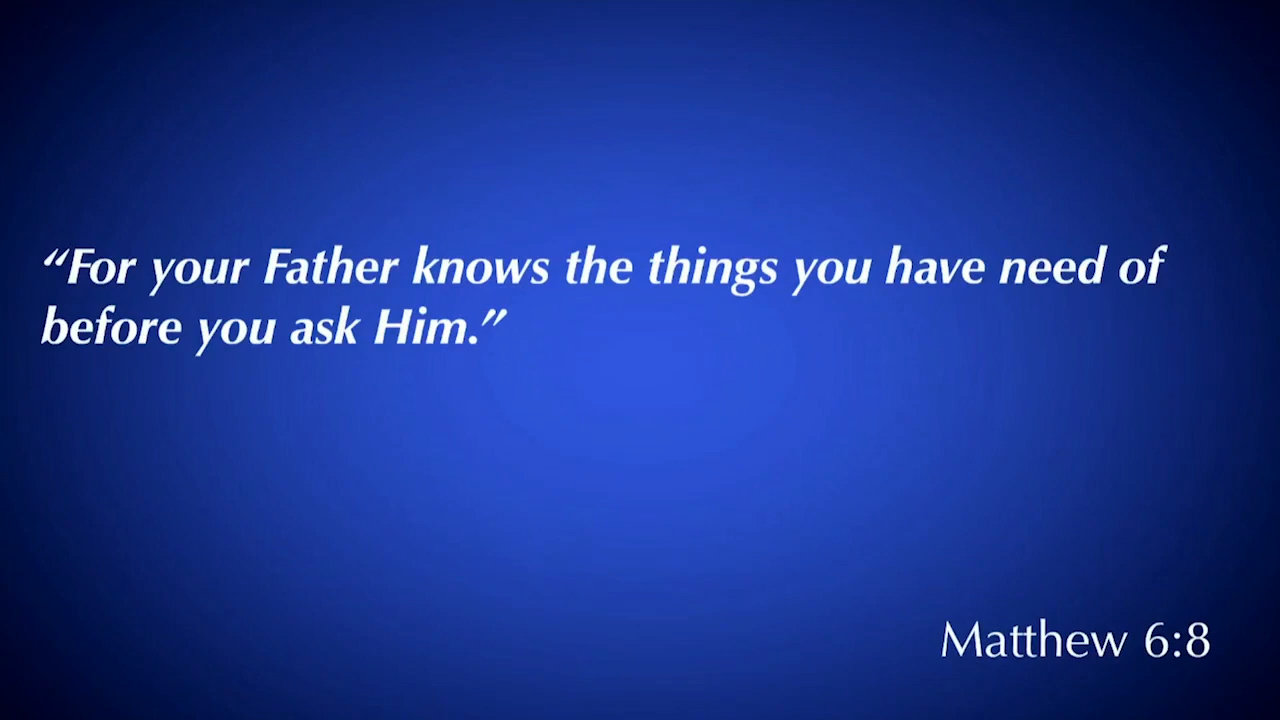 “For your Father knows the things you have need of
before you ask Him.”
Matthew 6:8